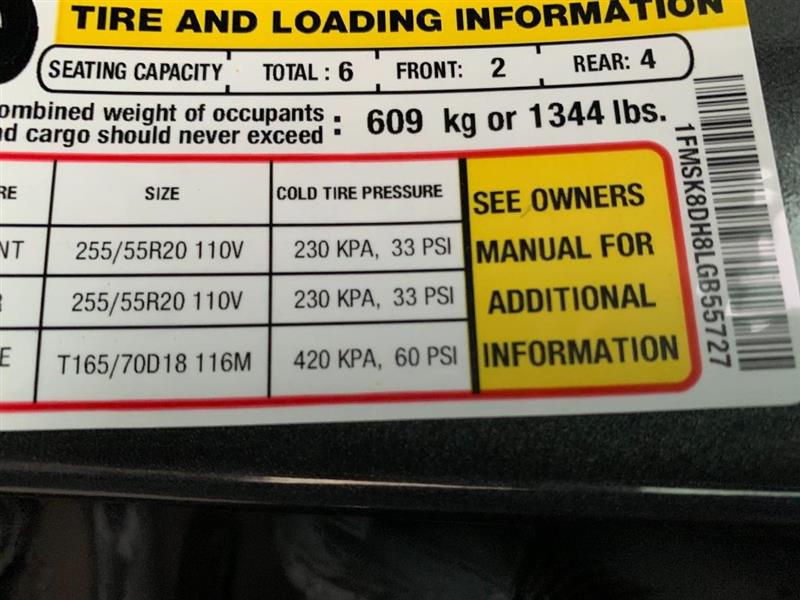 TIRE AND LOADING INFORMATION
SEATING CAPACITY TOTAL : 6 FRONT: 2 REAR: 4
ombined weight of occupants
nd cargo should never exceed : 609 kg or 1344 lbs.
RE SIZE COLD TIRE PRESSURE
NT 255/55R20 110V 230 KPA, 33 PSI
R 255/55R20 110V 230 KPA, 33 PSI
E T165/70D18 116M 420 KPA, 60 PSI
SEE OWNERS
MANUAL FOR
ADDITIONAL
INFORMATION
1FMSK8DH8LGB55727